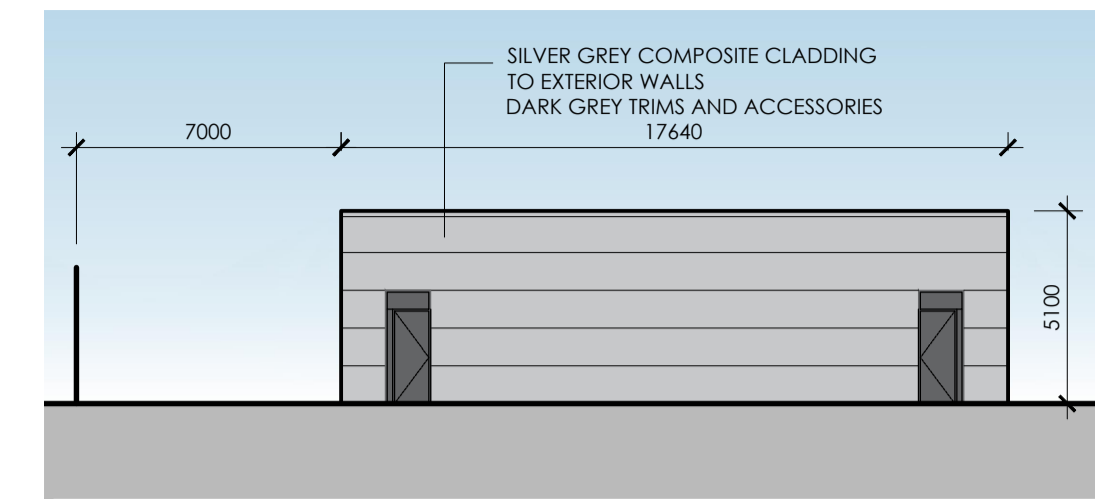 SILVER GREY COMPOSITE CLADDING
TO EXTERIOR WALLS
DARK GREY TRIMS AND ACCESSORIES
7000
17640
5100